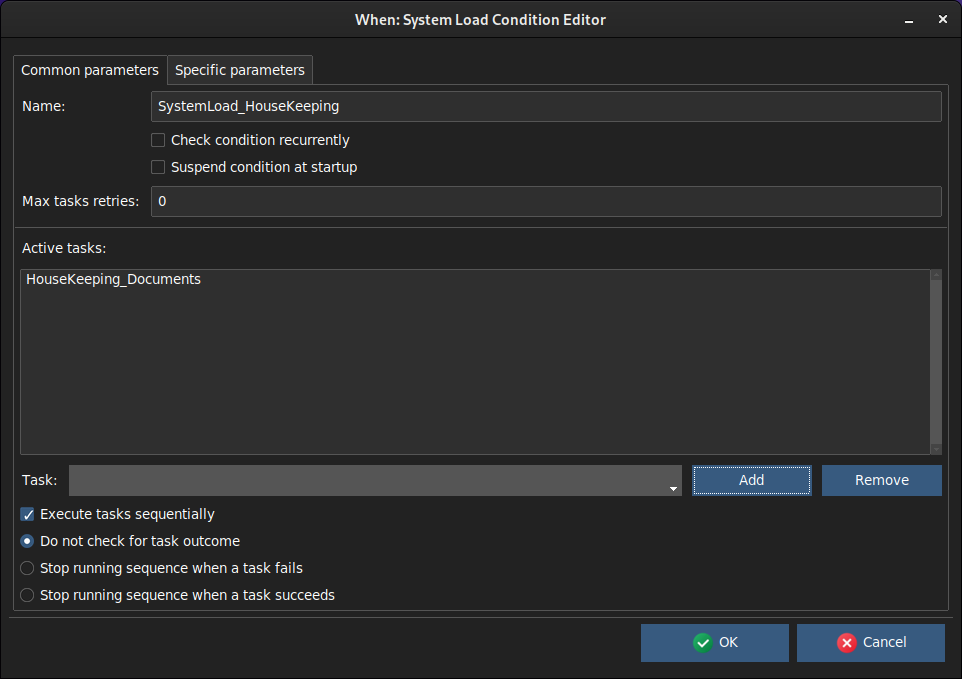 When: System Load Condition Editor
Common parameters Specific parameters
Name: SystemLoad_HouseKeeping
Check condition recurrently
Suspend condition at startup
Max tasks retries: 0
Active tasks:
HouseKeeping_Documents
Task: Add Remove
Execute tasks sequentially
Do not check for task outcome
Stop running sequence when a task fails
Stop running sequence when a task succeeds
OK Cancel